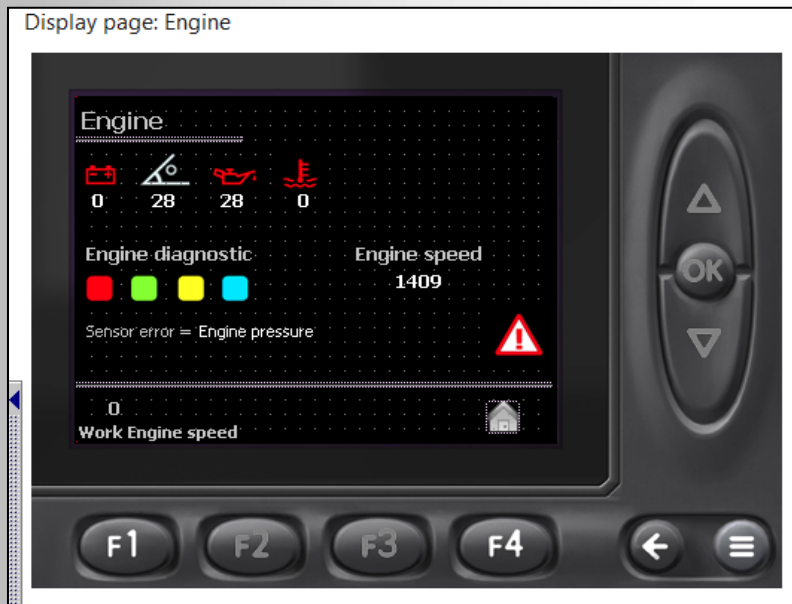 Display page: Engine
Engine
0 28 28 0
Engine diagnostic
Engine speed
1409
Sensor error = Engine pressure
0
Work Engine speed
OK
F1 F2 F3 F4